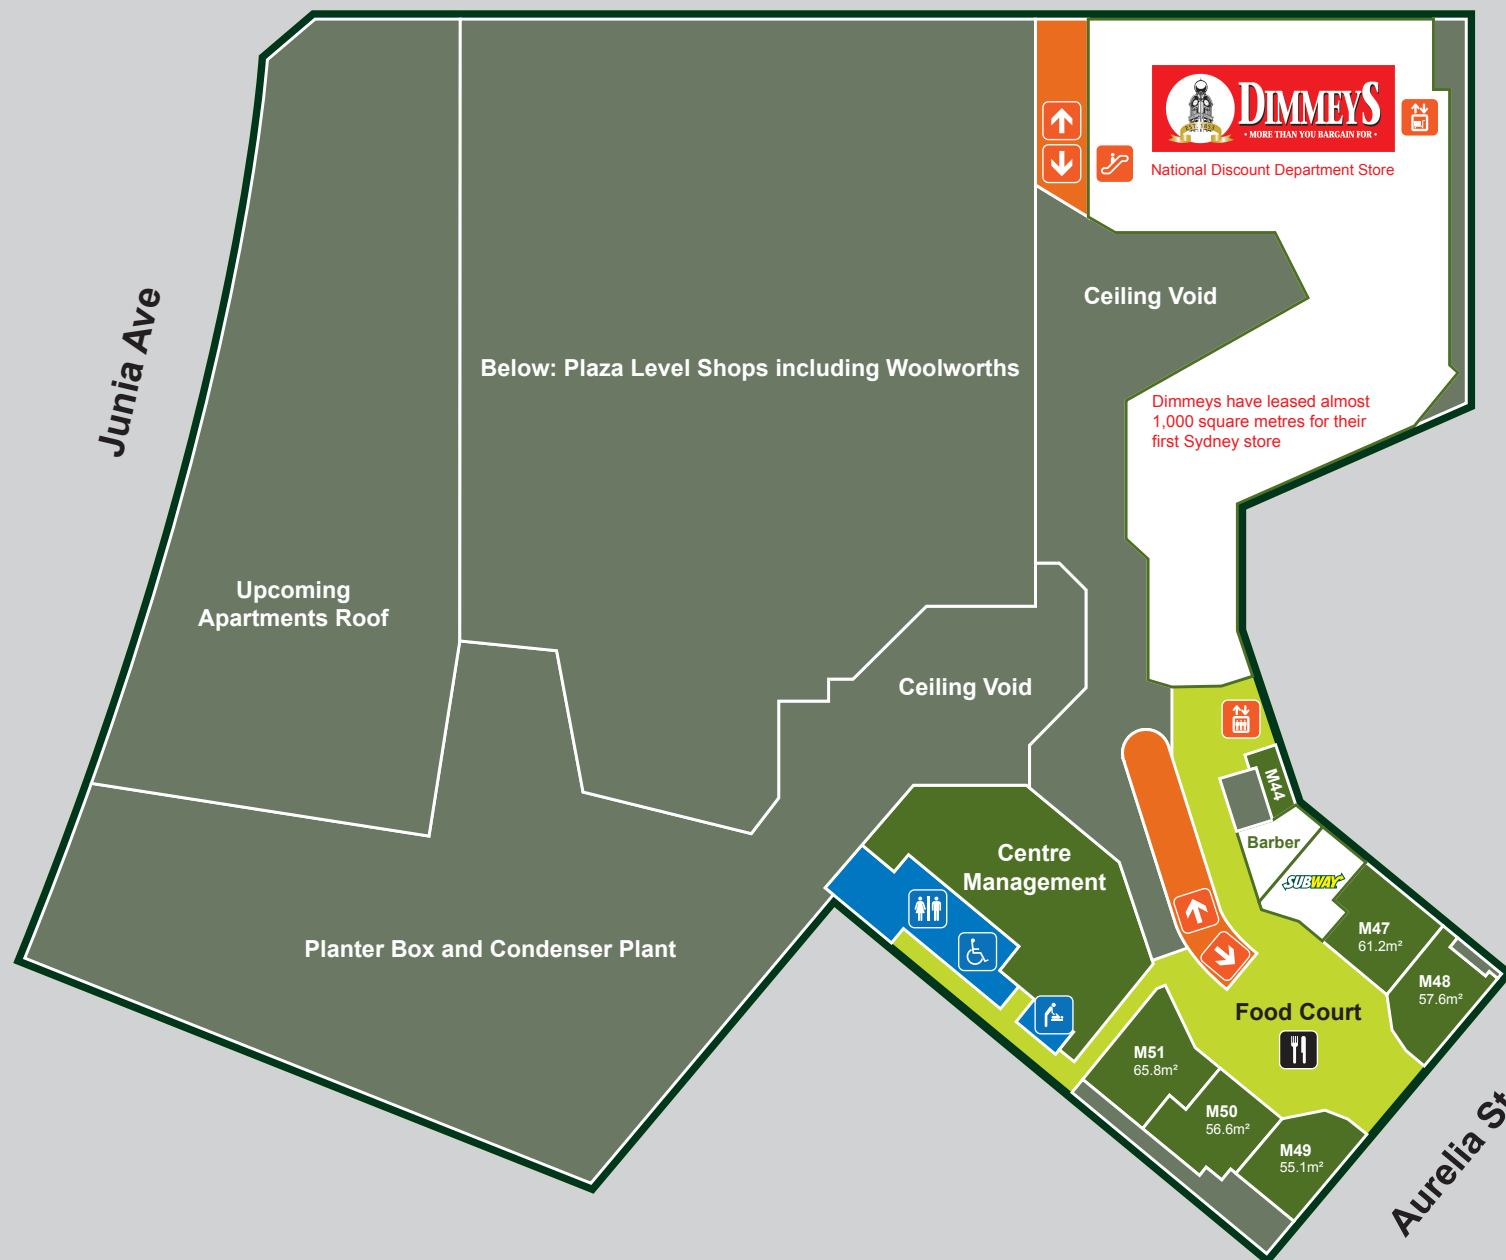 DIMMEYS
EST. 1853
• MORE THAN YOU BARGAIN FOR •
National Discount Department Store
Ceiling Void
Junia Ave
Below: Plaza Level Shops including Woolworths
Dimmeys have leased almost
1,000 square metres for their
first Sydney store
Upcoming
Apartments Roof
Ceiling Void
M44
Barber
SUBWAY
Centre
Management
M47
61.2m²
Planter Box and Condenser Plant
M48
57.6m²
Food Court
M51
65.8m²
M50
56.6m²
M49
55.1m²
Aurelia St